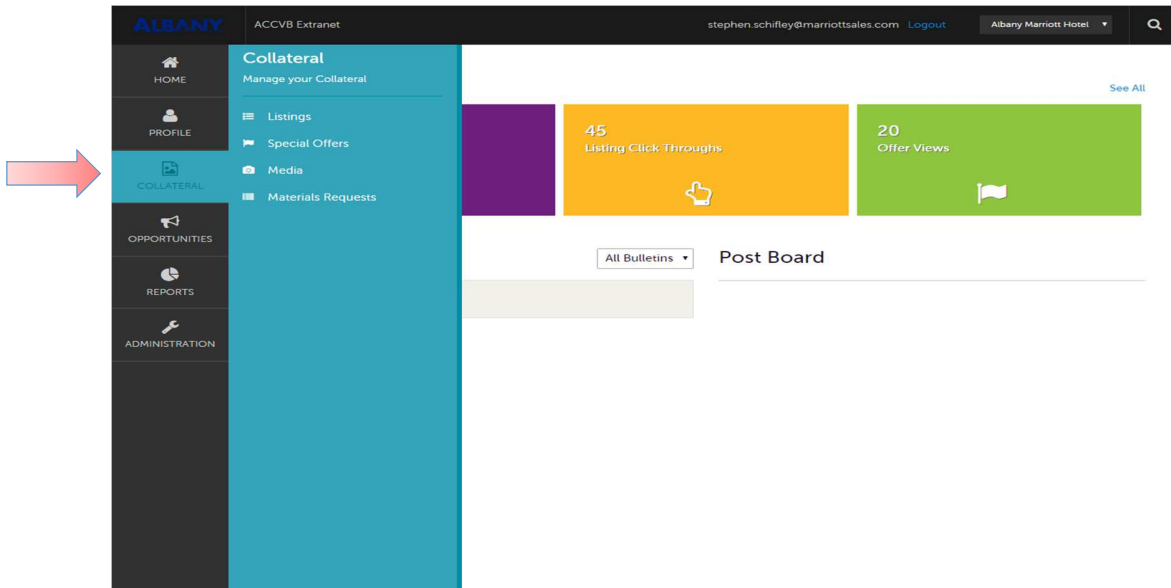 ALBANY
ACCVB Extranet
stephen.schifley@marriottsales.com Logout
Albany Marriott Hotel
HOME
PROFILE
COLLATERAL
OPPORTUNITIES
REPORTS
ADMINISTRATION
Collateral
Manage your Collateral
Listings
Special Offers
Media
Materials Requests
See All
45
Listing Click Throughs
20
Offer Views
All Bulletins
Post Board